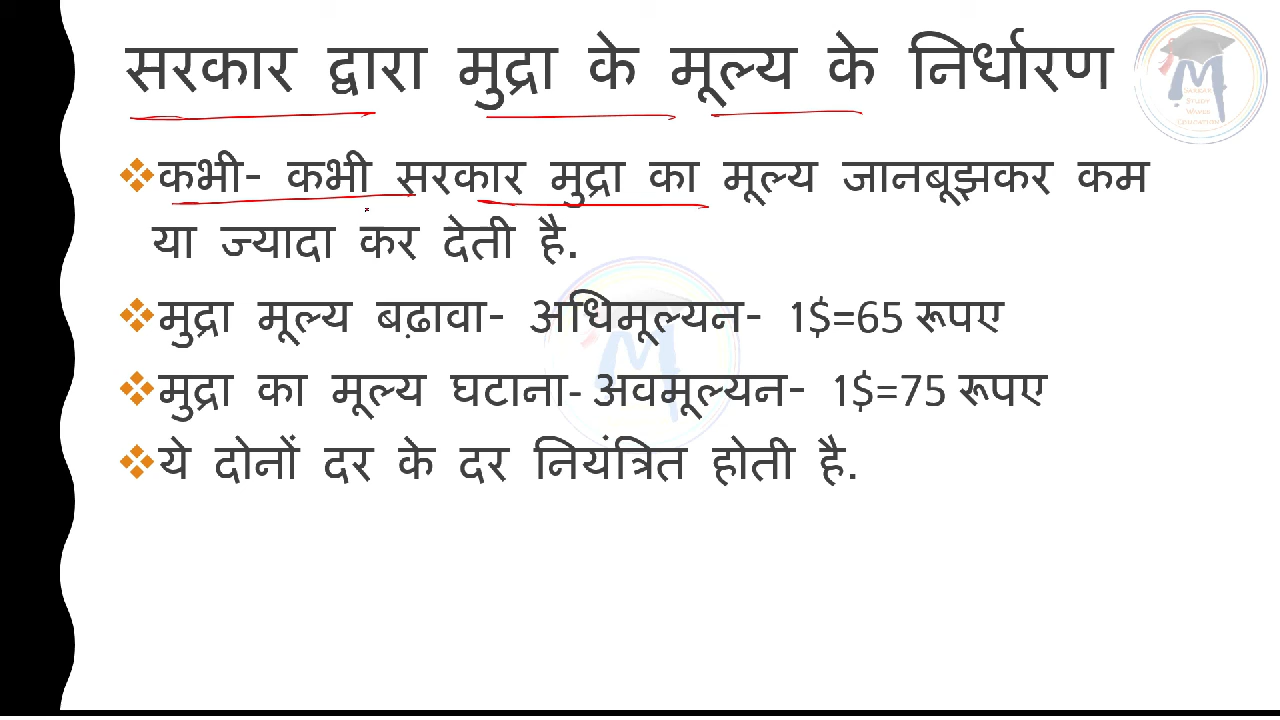 सरकार द्वारा मुद्रा के मूल्य के निर्धारण
कभी- कभी सरकार मुद्रा का मूल्य जानबूझकर कम
या ज्यादा कर देती है.
मुद्रा मूल्य बढ़ावा- अधिमूल्यन- 1$=65 रूपए
मुद्रा का मूल्य घटाना- अवमूल्यन- 1$=75 रूपए
ये दोनों दर के दर नियंत्रित होती है.